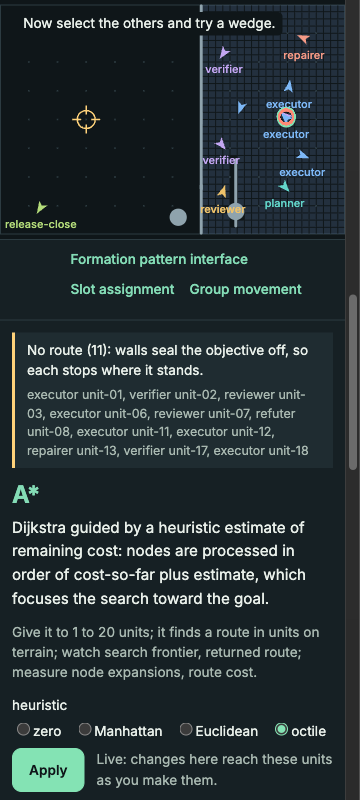 Now select the others and try a wedge.
repairer
verifier
executor
executor
verifier
executor
reviewer
planner
release-close
Formation pattern interface
Slot assignment Group movement
No route (11): walls seal the objective off, so
each stops where it stands.
executor unit-01, verifier unit-02, reviewer unit-
03, executor unit-06, reviewer unit-07, refuter
unit-08, executor unit-11, executor unit-12,
repairer unit-13, verifier unit-17, executor unit-18
A*
Dijkstra guided by a heuristic estimate of
remaining cost: nodes are processed in
order of cost-so-far plus estimate, which
focuses the search toward the goal.
Give it to 1 to 20 units; it finds a route in units on
terrain; watch search frontier, returned route;
measure node expansions, route cost.
heuristic
zero Manhattan Euclidean octile
Apply
Live: changes here reach these units
as you make them.